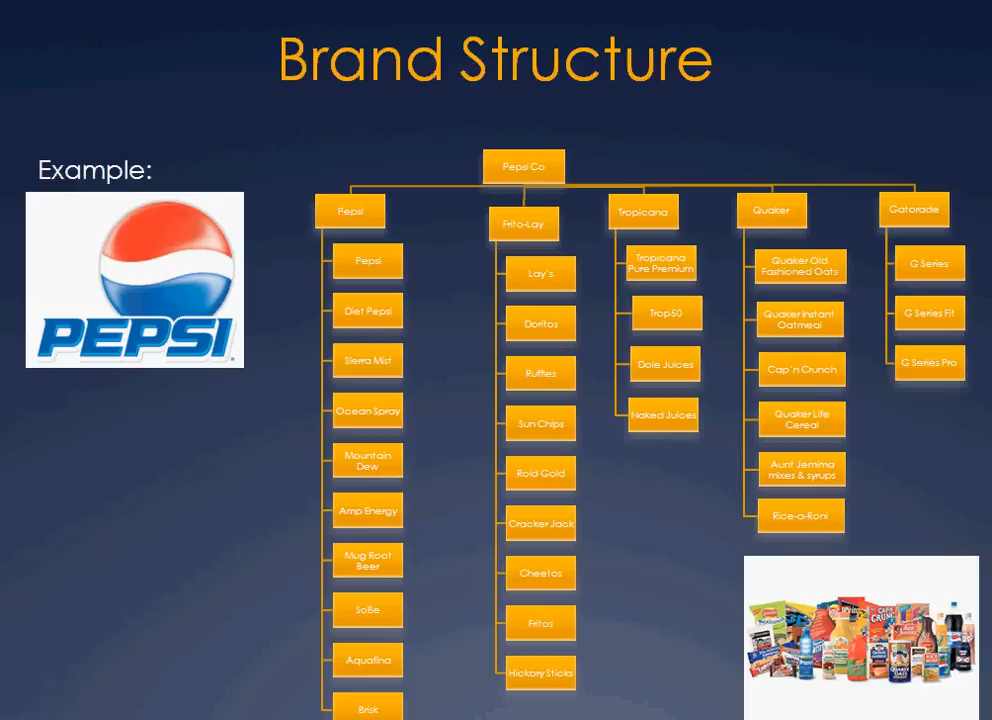 Brand Structure
Example:
PEPSI
Pepsi Co
Pepsi
Pepsi
Diet Pepsi
Sierra Mist
Ocean Spray
Mountain
Dew
Amp Energy
Mug Root
Beer
SoBe
Aquafina
Brisk
Frito-Lay
Lay's
Doritos
Ruffles
Sun Chips
Rold Gold
Cracker Jack
Cheetos
Fritos
Hickory Sticks
Tropicana
Tropicana
Pure Premium
Trop50
Dole Juices
Naked Juices
Quaker
Quaker Old
Fashioned Oats
Quaker Instant
Oatmeal
Cap'n Crunch
Quaker Life
Cereal
Aunt Jemima
mixes & syrups
Rice-a-Roni
Gatorade
G Series
G Series Fit
G Series Pro